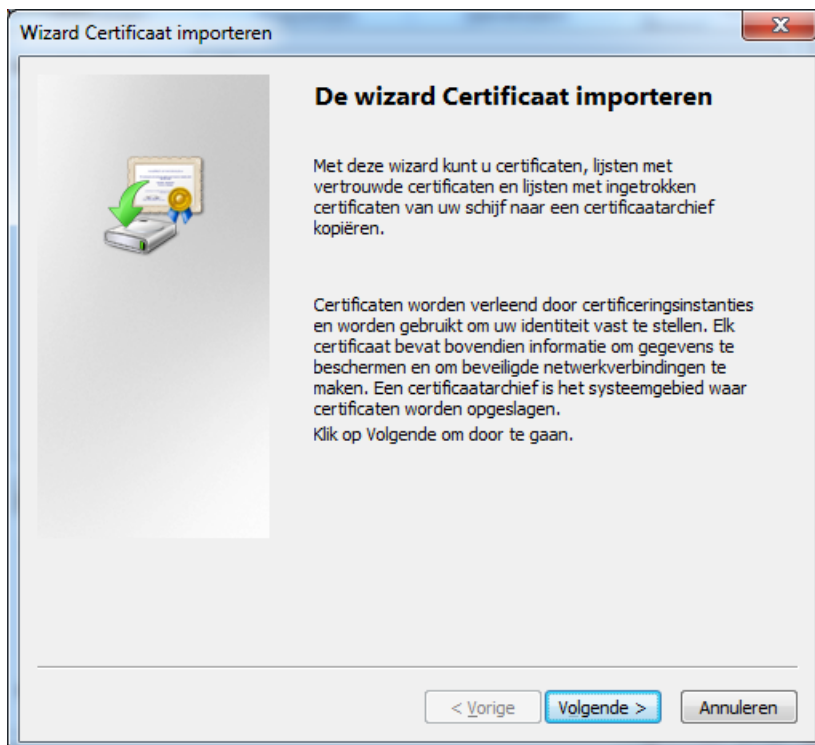 Wizard Certificaat importeren
De wizard Certificaat importeren
Met deze wizard kunt u certificaten, lijsten met
vertrouwde certificaten en lijsten met ingetrokken
certificaten van uw schijf naar een certificaatarchief
kopiëren.
Certificaten worden verleend door certificeringsinstanties
en worden gebruikt om uw identiteit vast te stellen. Elk
certificaat bevat bovendien informatie om gegevens te
beschermen en om beveiligde netwerkverbindingen te
maken. Een certificaatarchief is het systeemgebied waar
certificaten worden opgeslagen.
Klik op Volgende om door te gaan.
< Vorige Volgende > Annuleren